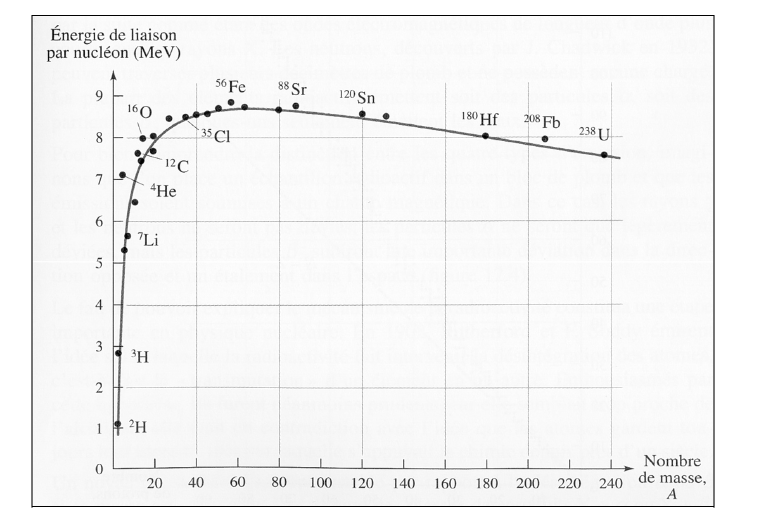 Énergie de liaison
par nucléon (MeV)
9
8
7
6
5
4
3
2
1
0
20
40
60
80
100
120
140
160
180
200
220
240
Nombre
de masse,
A
²H
³H
⁷Li
⁴He
¹²C
¹⁶O
³⁵Cl
⁵⁶Fe
⁸⁸Sr
¹²⁰Sn
¹⁸⁰Hf
²⁰⁸Fb
²³⁸U